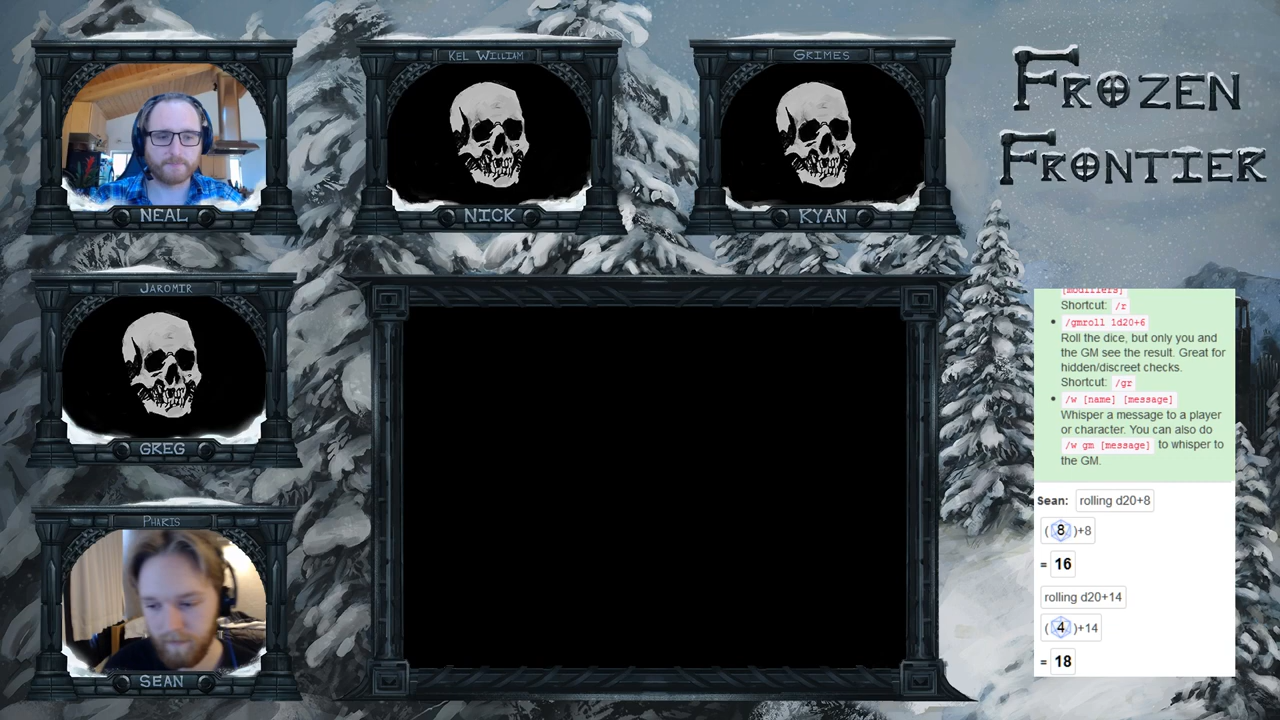 KEL WILLIAM
GRIMES
FROZEN
FRONTIER
NEAL
NICK
RYAN
JAROMIR
GREG
PHARIS
SEAN
[modifiers]
Shortcut: /r
• /gmroll 1d20+6
Roll the dice, but only you and
the GM see the result. Great for
hidden/discreet checks.
Shortcut: /gr
• /w [name] [message]
Whisper a message to a player
or character. You can also do
/w gm [message] to whisper to
the GM.
Sean: rolling d20+8
(8)+8
= 16
rolling d20+14
(4)+14
= 18